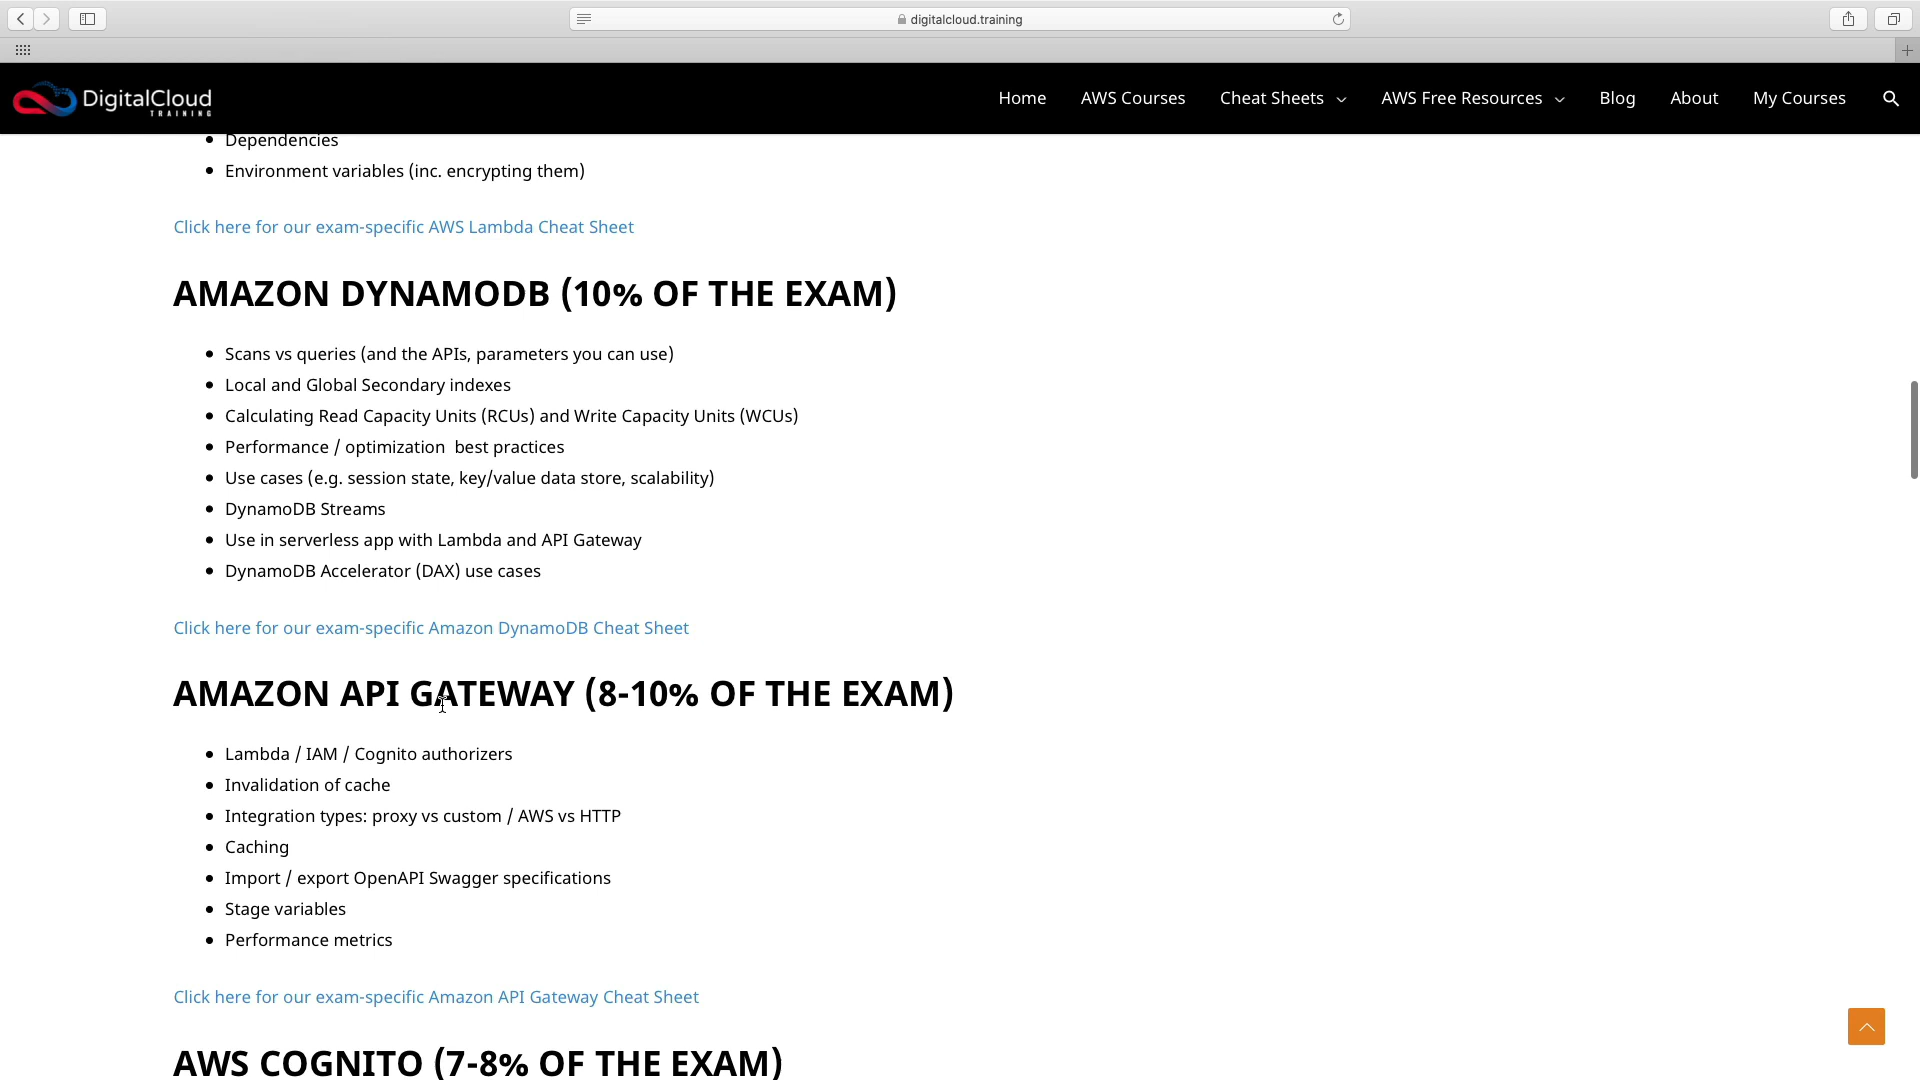 digitalcloud.training
DigitalCloud
TRAINING
Home AWS Courses Cheat Sheets AWS Free Resources Blog About My Courses
Dependencies
Environment variables (inc. encrypting them)
Click here for our exam-specific AWS Lambda Cheat Sheet
AMAZON DYNAMODB (10% OF THE EXAM)
Scans vs queries (and the APIs, parameters you can use)
Local and Global Secondary indexes
Calculating Read Capacity Units (RCUs) and Write Capacity Units (WCUs)
Performance / optimization  best practices
Use cases (e.g. session state, key/value data store, scalability)
DynamoDB Streams
Use in serverless app with Lambda and API Gateway
DynamoDB Accelerator (DAX) use cases
Click here for our exam-specific Amazon DynamoDB Cheat Sheet
AMAZON API GATEWAY (8-10% OF THE EXAM)
Lambda / IAM / Cognito authorizers
Invalidation of cache
Integration types: proxy vs custom / AWS vs HTTP
Caching
Import / export OpenAPI Swagger specifications
Stage variables
Performance metrics
Click here for our exam-specific Amazon API Gateway Cheat Sheet
AWS COGNITO (7-8% OF THE EXAM)